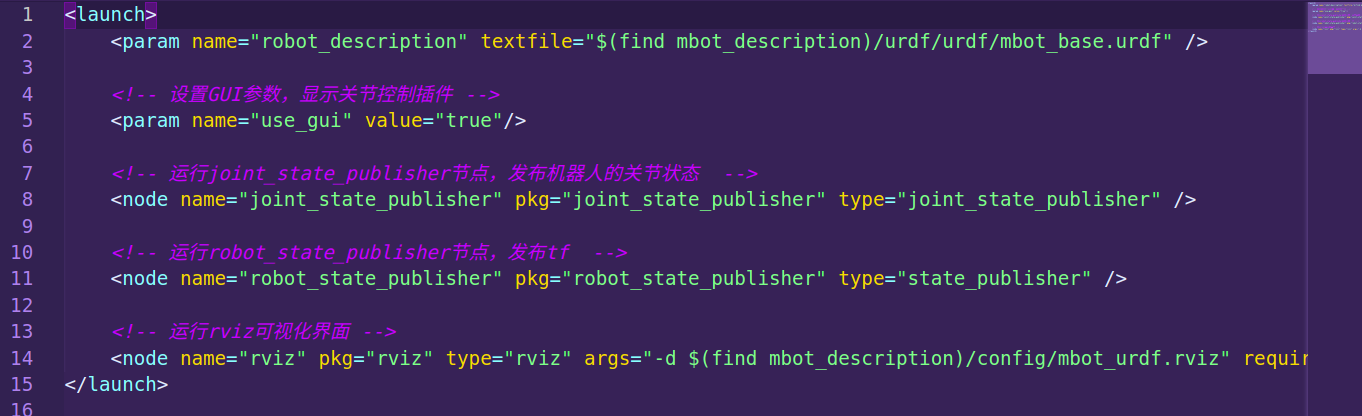 1 <launch>
2 <param name="robot_description" textfile="$(find mbot_description)/urdf/urdf/mbot_base.urdf" />
3
4 <!-- 设置GUI参数，显示关节控制插件 -->
5 <param name="use_gui" value="true"/>
6
7 <!-- 运行joint_state_publisher节点，发布机器人的关节状态  -->
8 <node name="joint_state_publisher" pkg="joint_state_publisher" type="joint_state_publisher" />
9
10 <!-- 运行robot_state_publisher节点，发布tf  -->
11 <node name="robot_state_publisher" pkg="robot_state_publisher" type="state_publisher" />
12
13 <!-- 运行rviz可视化界面 -->
14 <node name="rviz" pkg="rviz" type="rviz" args="-d $(find mbot_description)/config/mbot_urdf.rviz" requir
15 </launch>
16